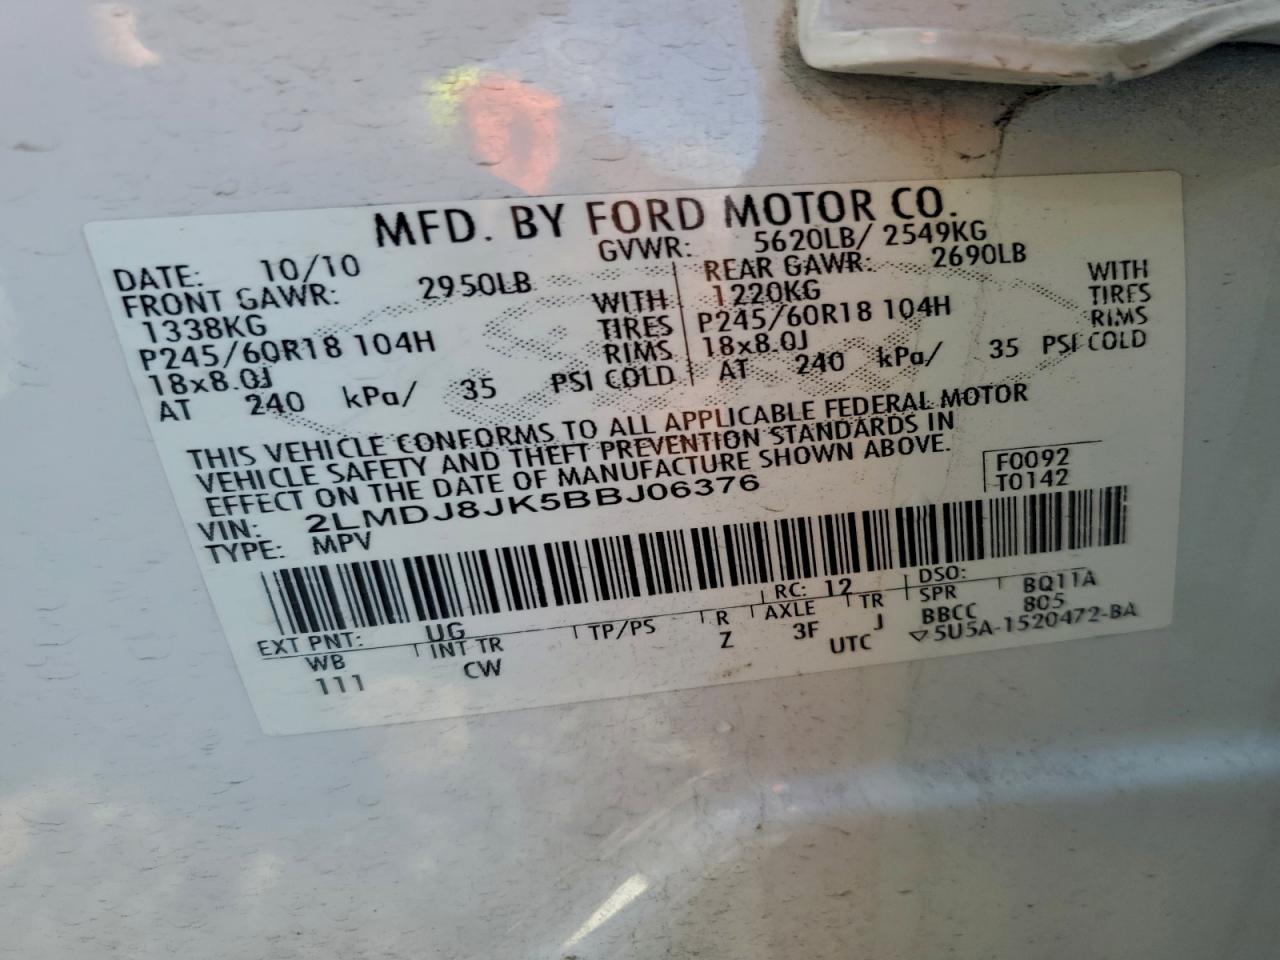 MFD. BY FORD MOTOR CO.
DATE: 10/10 GVWR: 5620LB/ 2549KG
FRONT GAWR: 2950LB REAR GAWR: 2690LB
1338KG WITH 1220KG WITH
P245/60R18 104H TIRES P245/60R18 104H TIRES
18x8.0J RIMS 18x8.0J RIMS
AT 240 kPa/ 35 PSI COLD AT 240 kPa/ 35 PSI COLD
THIS VEHICLE CONFORMS TO ALL APPLICABLE FEDERAL MOTOR
VEHICLE SAFETY AND THEFT PREVENTION STANDARDS IN
EFFECT ON THE DATE OF MANUFACTURE SHOWN ABOVE.
VIN: 2LMDJ8JK5BBJ06376 F0092
TYPE: MPV T0142
EXT PNT: UG RC: 12 DSO: BQ11A
WB INT TR TP/PS R AXLE TR SPR 805
111 CW Z 3F J BBCC
UTC ▽5U5A-1520472-BA